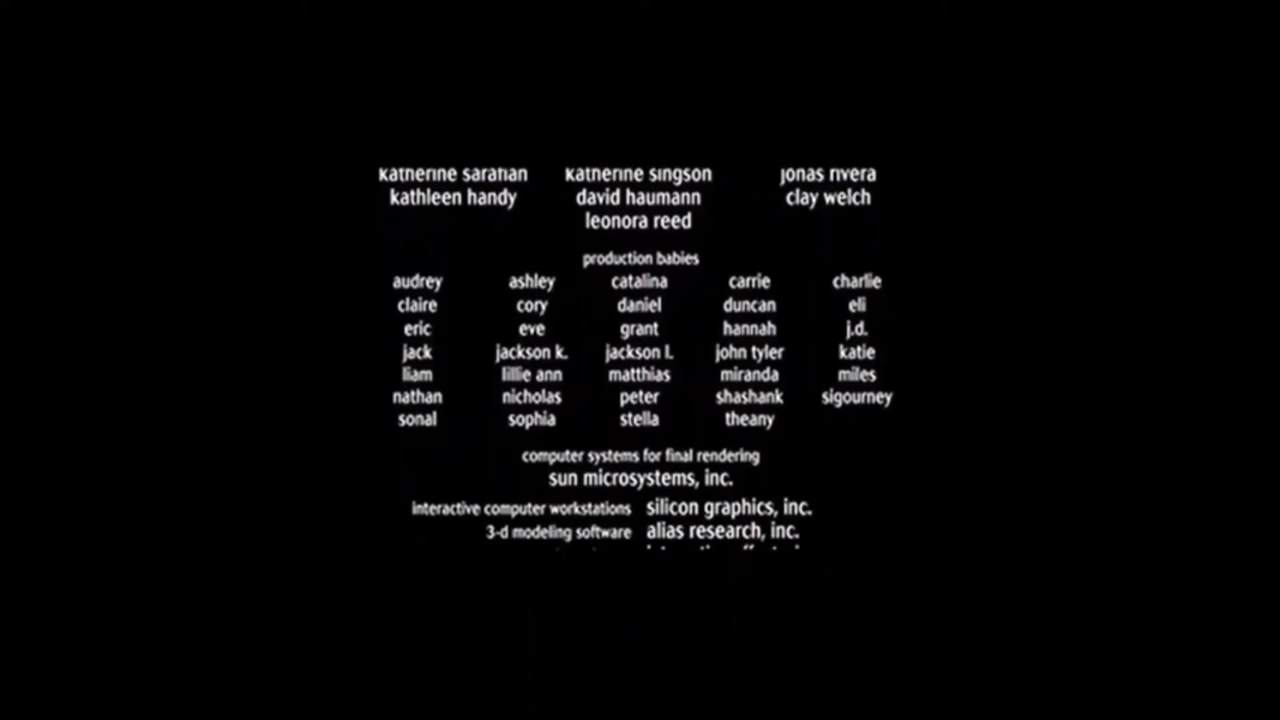 katherine sarafian katherine singson jonas rivera
kathleen handy david haumann clay welch
leonora reed
production babies
audrey ashley catalina carrie charlie
claire cory daniel duncan eli
eric eve grant hannah j.d.
jack jackson k. jackson l. john tyler katie
liam lillie ann matthias miranda miles
nathan nicholas peter shashank sigourney
sonal sophia stella theany
computer systems for final rendering
sun microsystems, inc.
interactive computer workstations silicon graphics, inc.
3-d modeling software alias research, inc.